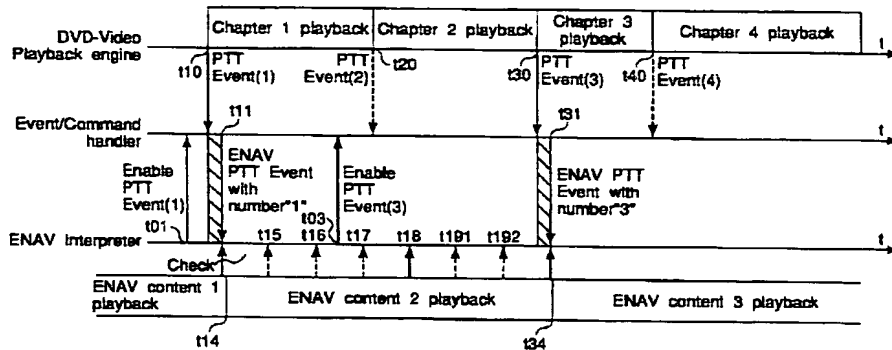 DVD-Video
Playback engine
Chapter 1 playback
Chapter 2 playback
Chapter 3
playback
Chapter 4 playback
t
t10
PTT
Event(1)
PTT
Event(2)
t20
t30
PTT
Event(3)
t40
PTT
Event(4)
Event/Command
handler
t11
t31
t
Enable
PTT
Event(1)
ENAV
PTT Event
with
number"1"
Enable
PTT
Event(3)
ENAV PTT
Event with
number"3"
t01
t03
ENAV interpreter
t15
t16
t17
t18
t191
t192
t
Check
ENAV content 1
playback
ENAV content 2 playback
ENAV content 3 playback
t14
t34